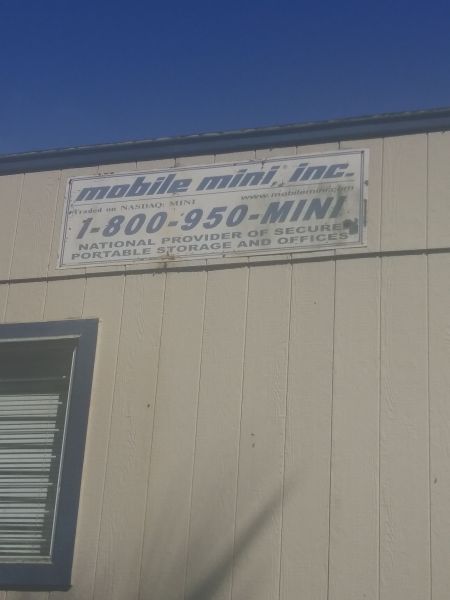 mobile mini, inc.
Traded on NASDAQ: MINI www.mobilemini.com
1-800-950-MINI
NATIONAL PROVIDER OF SECURE
PORTABLE STORAGE AND OFFICES